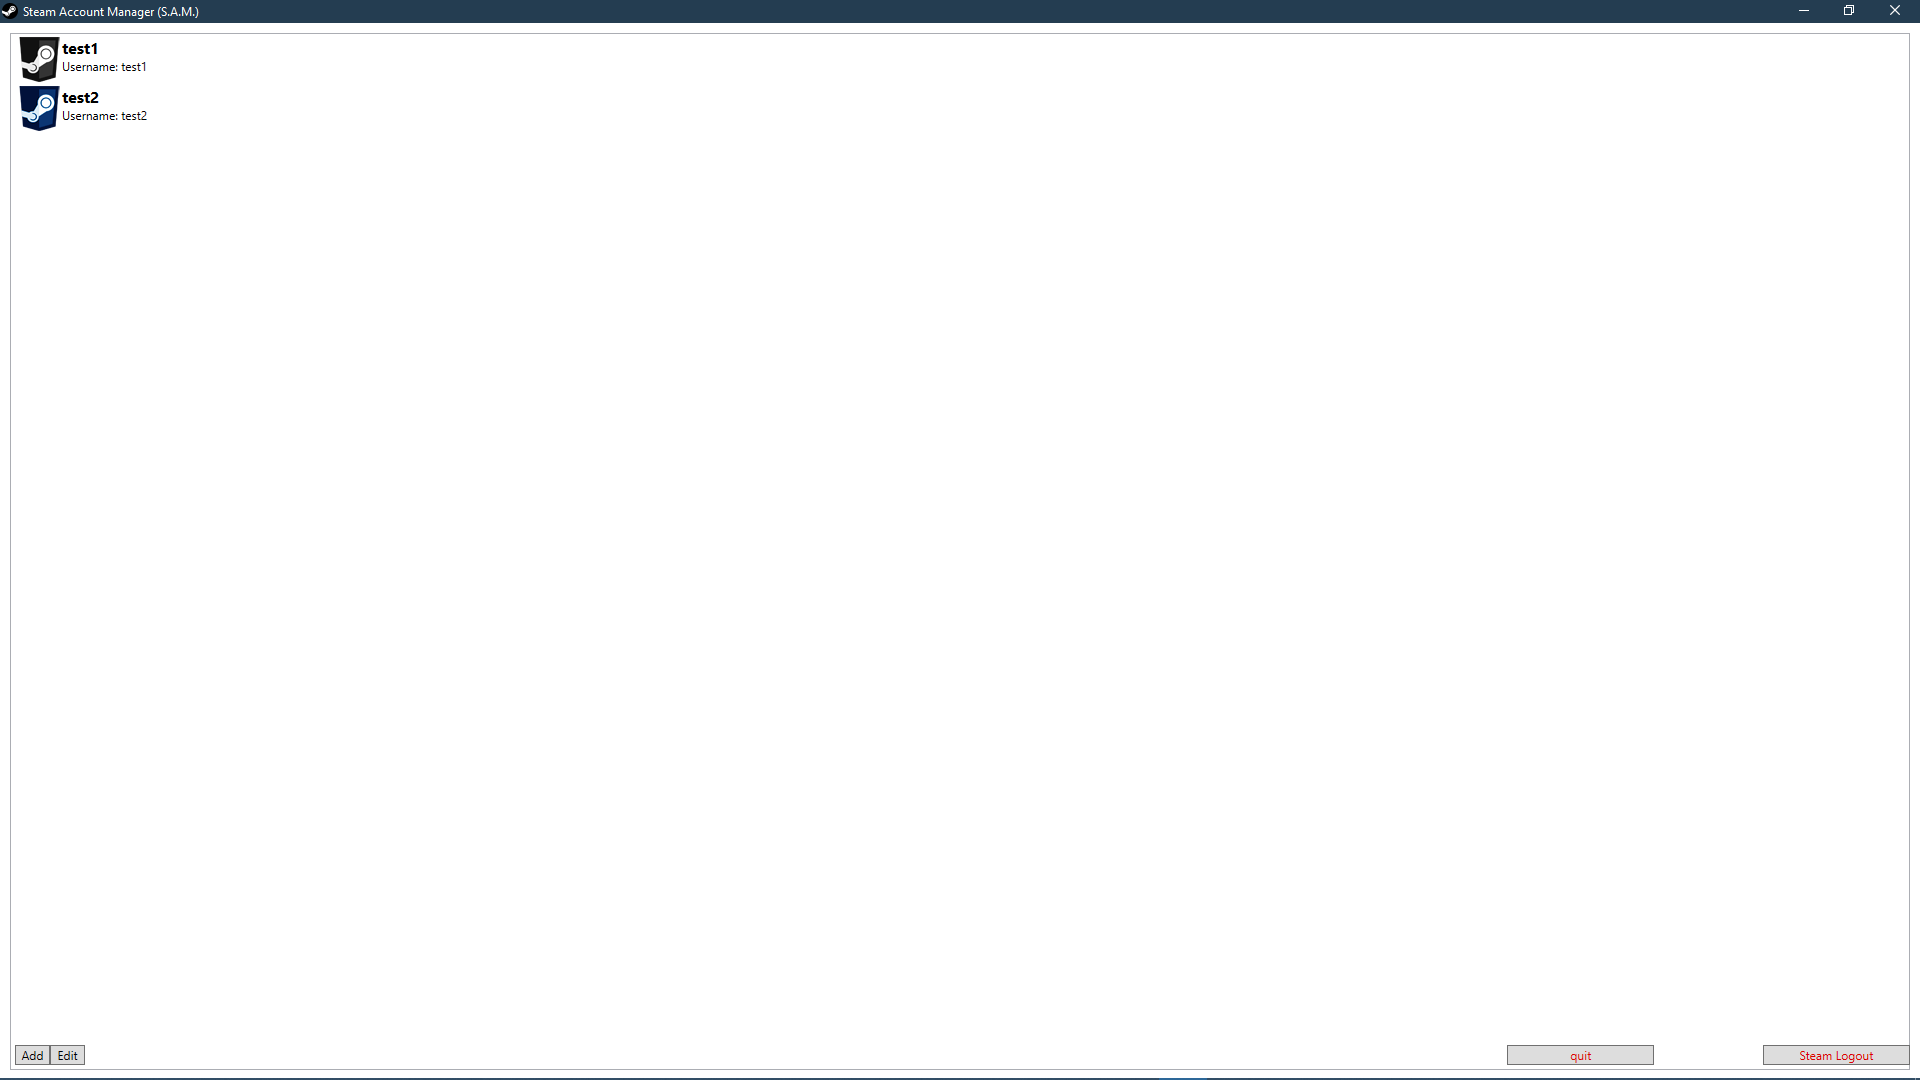 Steam Account Manager (S.A.M.)
test1
Username: test1
test2
Username: test2
Add Edit quit Steam Logout